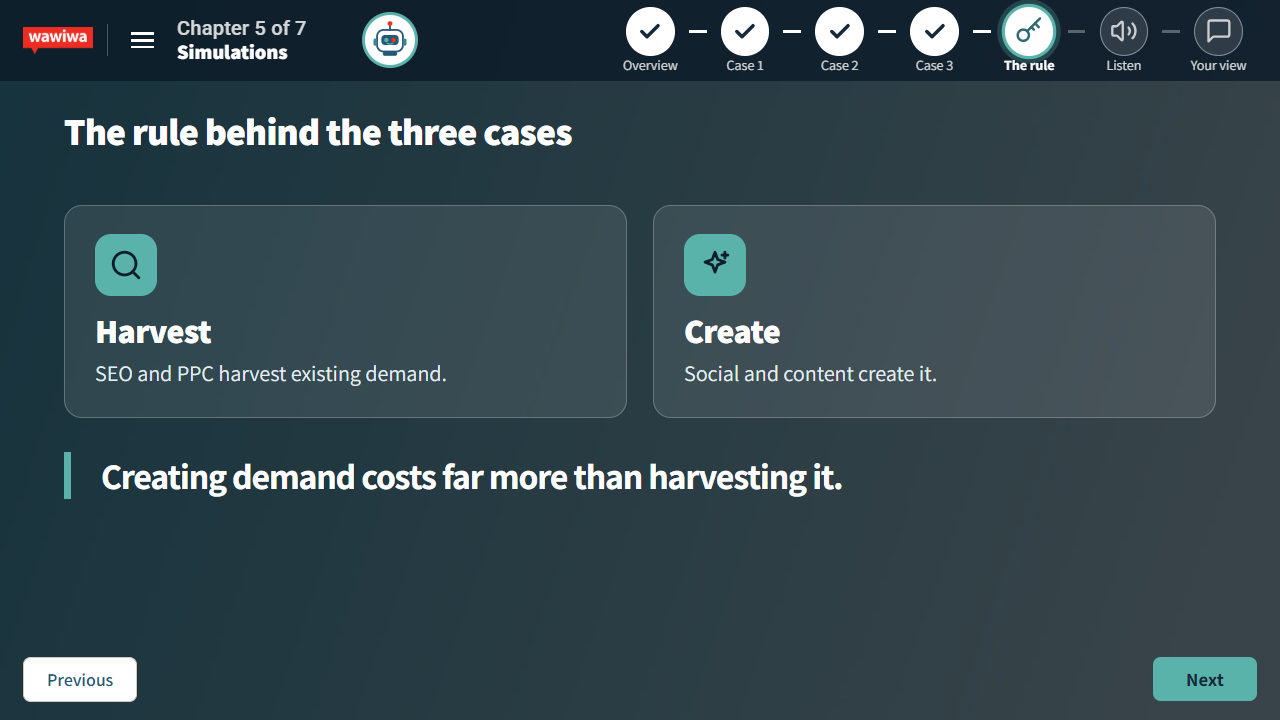 wawiwa
Chapter 5 of 7
Simulations
Overview
Case 1
Case 2
Case 3
The rule
Listen
Your view
The rule behind the three cases
Harvest
SEO and PPC harvest existing demand.
Create
Social and content create it.
Creating demand costs far more than harvesting it.
Previous
Next